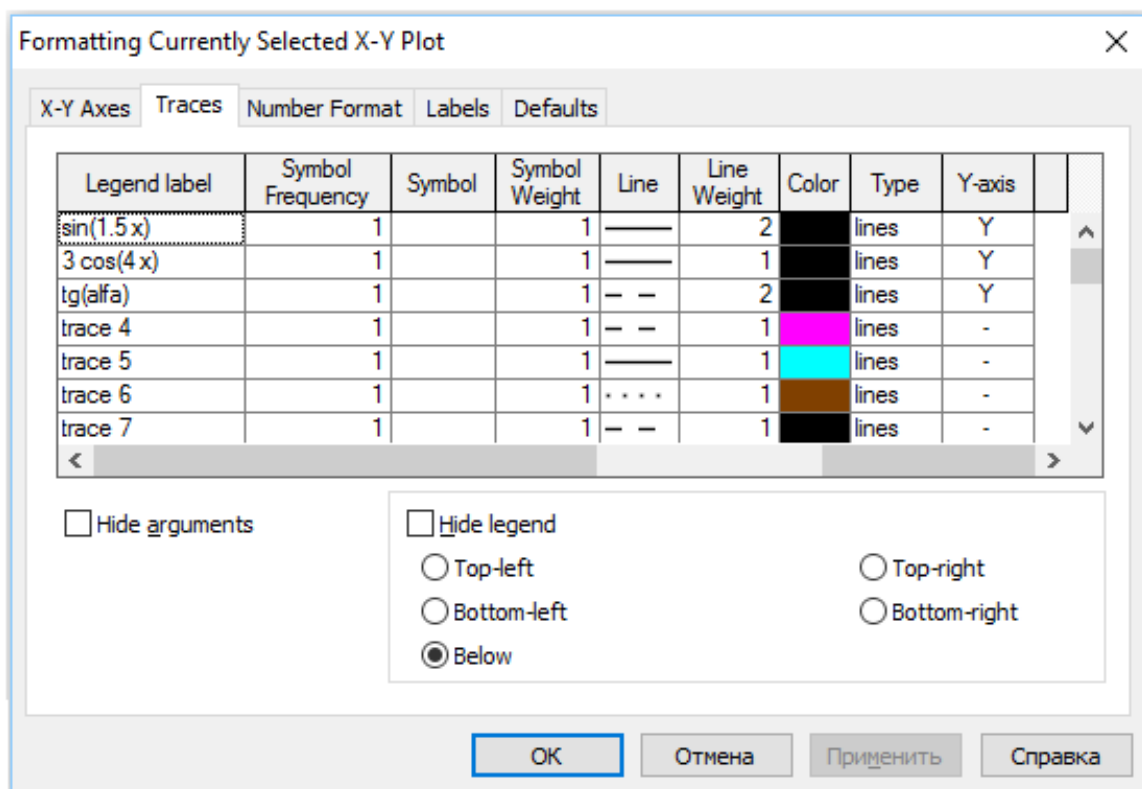 Formatting Currently Selected X-Y Plot
X-Y Axes Traces Number Format Labels Defaults
Legend label Symbol Frequency Symbol Symbol Weight Line Line Weight Color Type Y-axis
sin(1.5 x) 1 1 2 lines Y
3 cos(4 x) 1 1 1 lines Y
tg(alfa) 1 1 2 lines Y
trace 4 1 1 1 lines -
trace 5 1 1 1 lines -
trace 6 1 1 1 lines -
trace 7 1 1 1 lines -
Hide arguments Hide legend
Top-left Top-right
Bottom-left Bottom-right
Below
OK Отмена Применить Справка